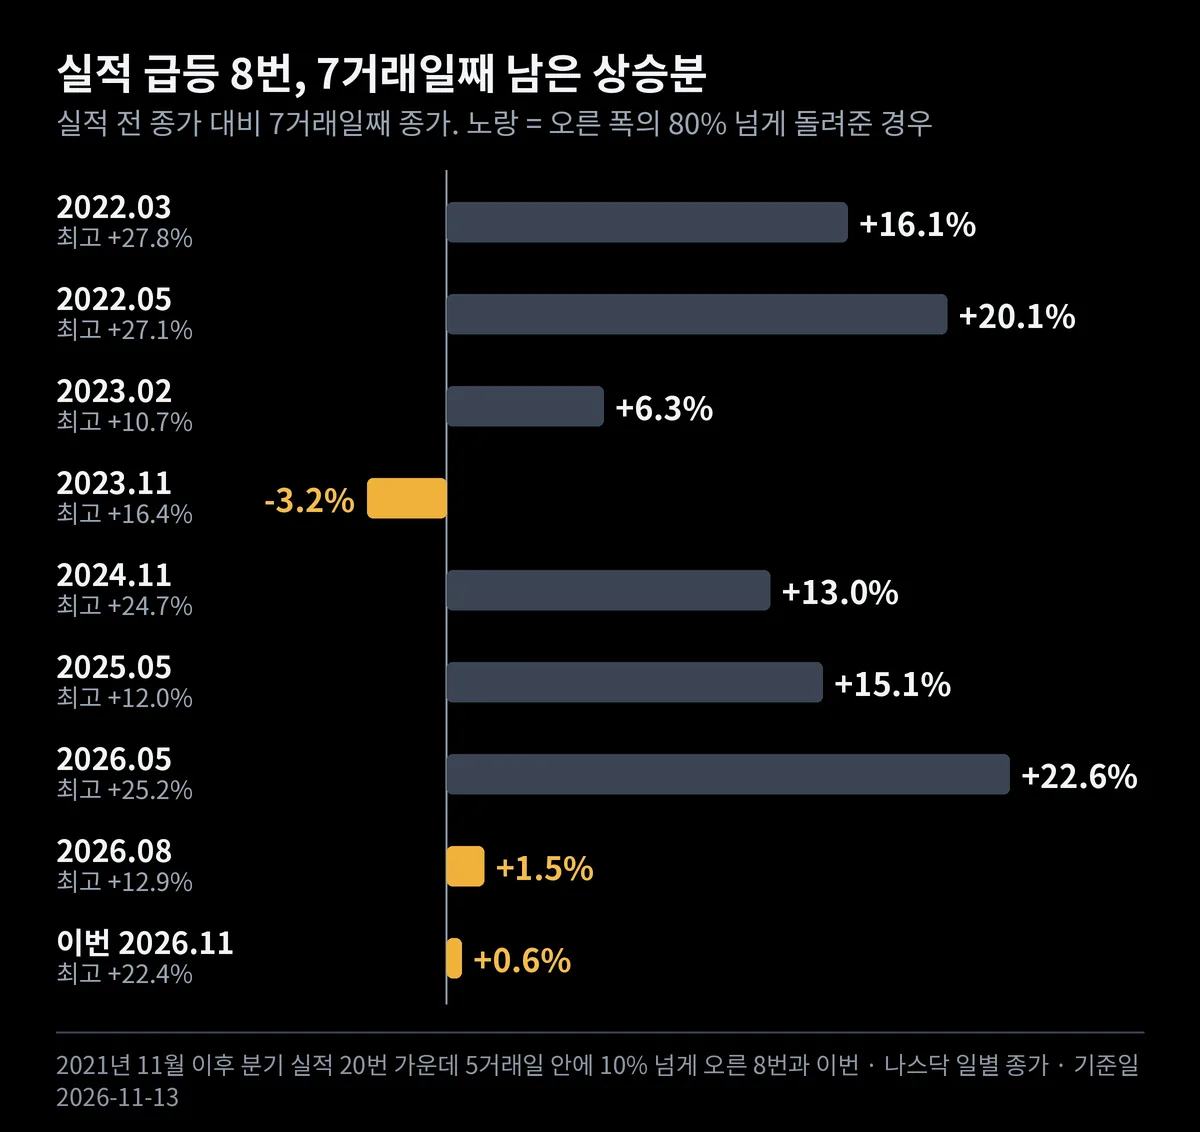 실적 급등 8번, 7거래일째 남은 상승분
실적 전 종가 대비 7거래일째 종가. 노랑 = 오른 폭의 80% 넘게 돌려준 경우
2022.03
최고 +27.8%
+16.1%
2022.05
최고 +27.1%
+20.1%
2023.02
최고 +10.7%
+6.3%
2023.11
최고 +16.4%
-3.2%
2024.11
최고 +24.7%
+13.0%
2025.05
최고 +12.0%
+15.1%
2026.05
최고 +25.2%
+22.6%
2026.08
최고 +12.9%
+1.5%
이번 2026.11
최고 +22.4%
+0.6%
2021년 11월 이후 분기 실적 20번 가운데 5거래일 안에 10% 넘게 오른 8번과 이번 · 나스닥 일별 종가 · 기준일
2026-11-13